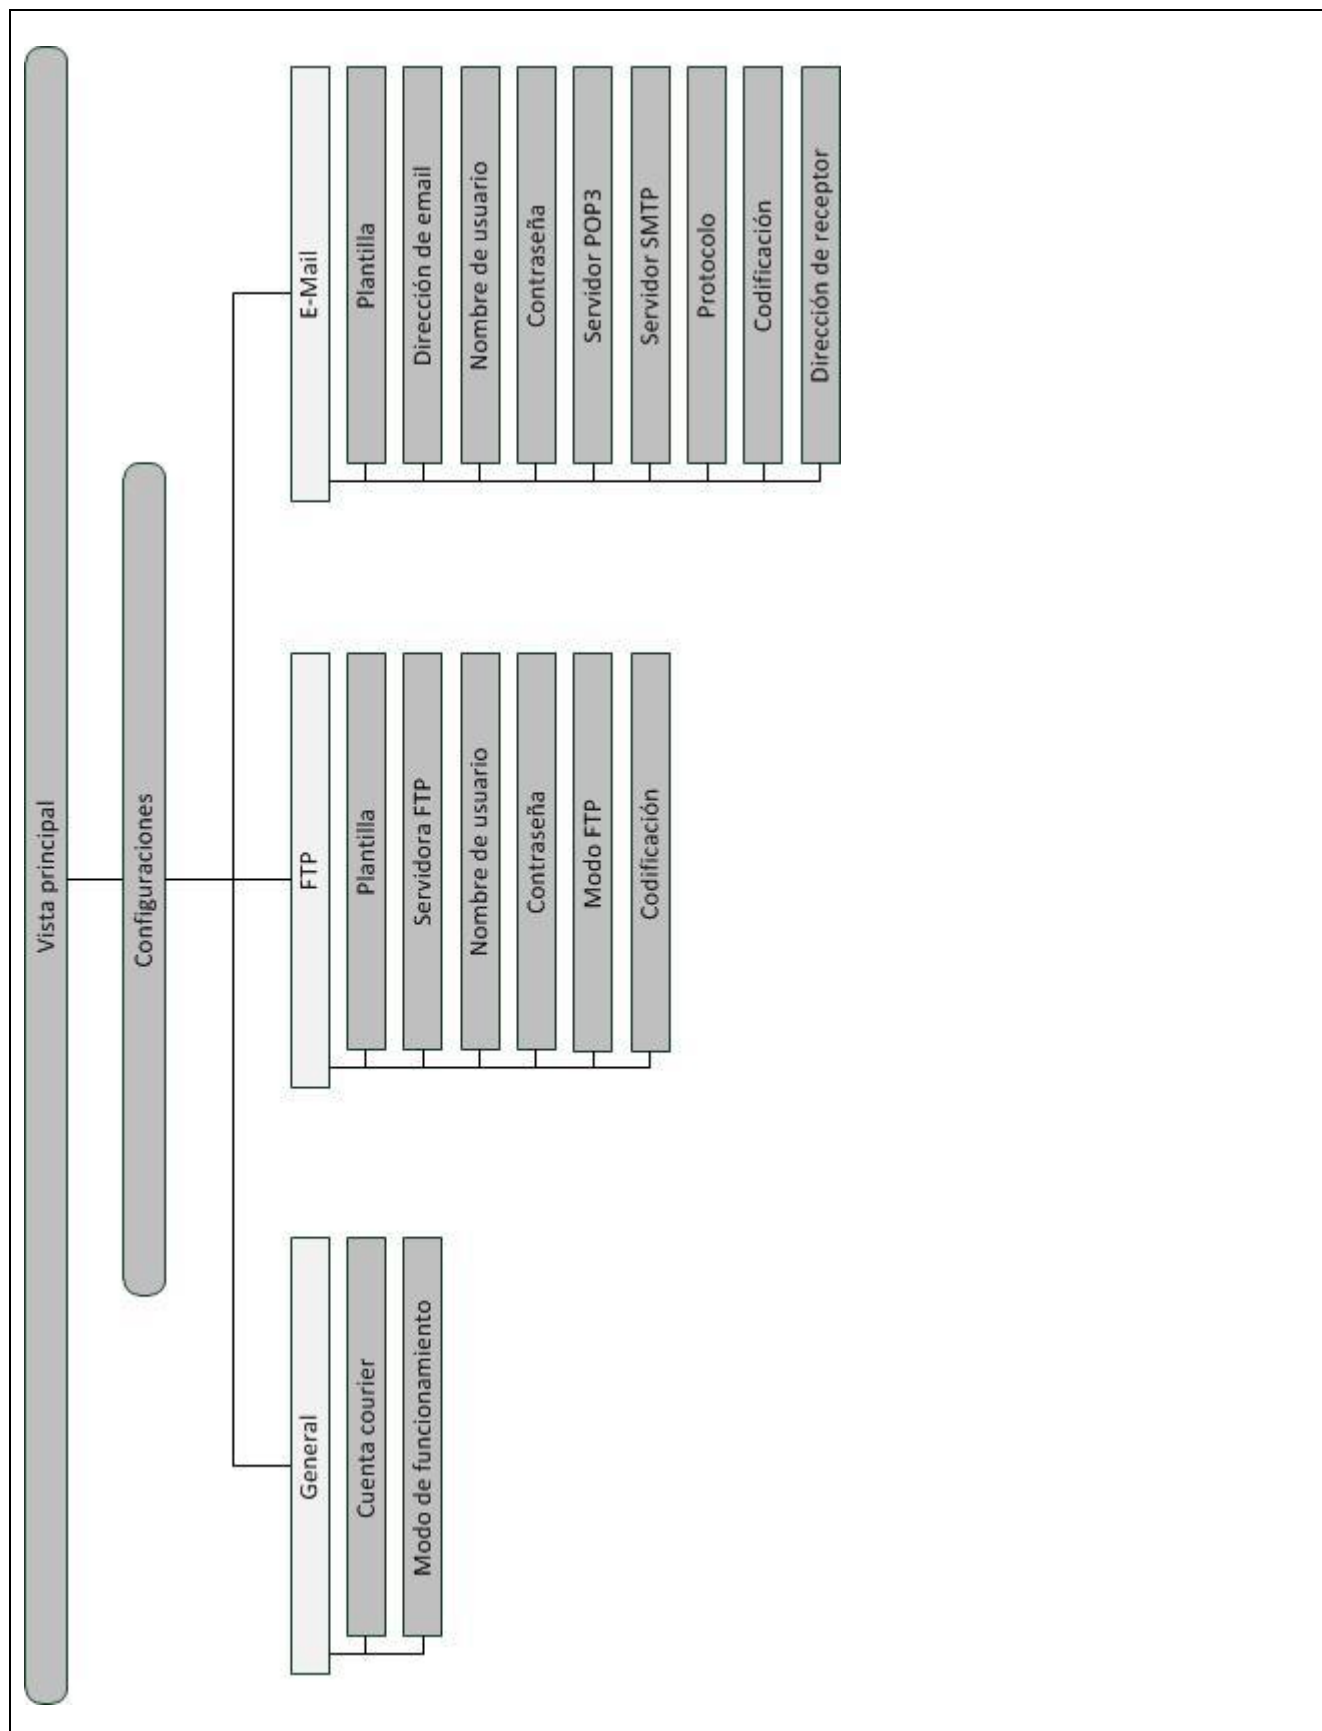 Vista principal
Configuraciones
General
Cuenta courier
Modo de funcionamiento
FTP
Plantilla
Servidora FTP
Nombre de usuario
Contraseña
Modo FTP
Codificación
E-Mail
Plantilla
Dirección de email
Nombre de usuario
Contraseña
Servidor POP3
Servidor SMTP
Protocolo
Codificación
Dirección de receptor